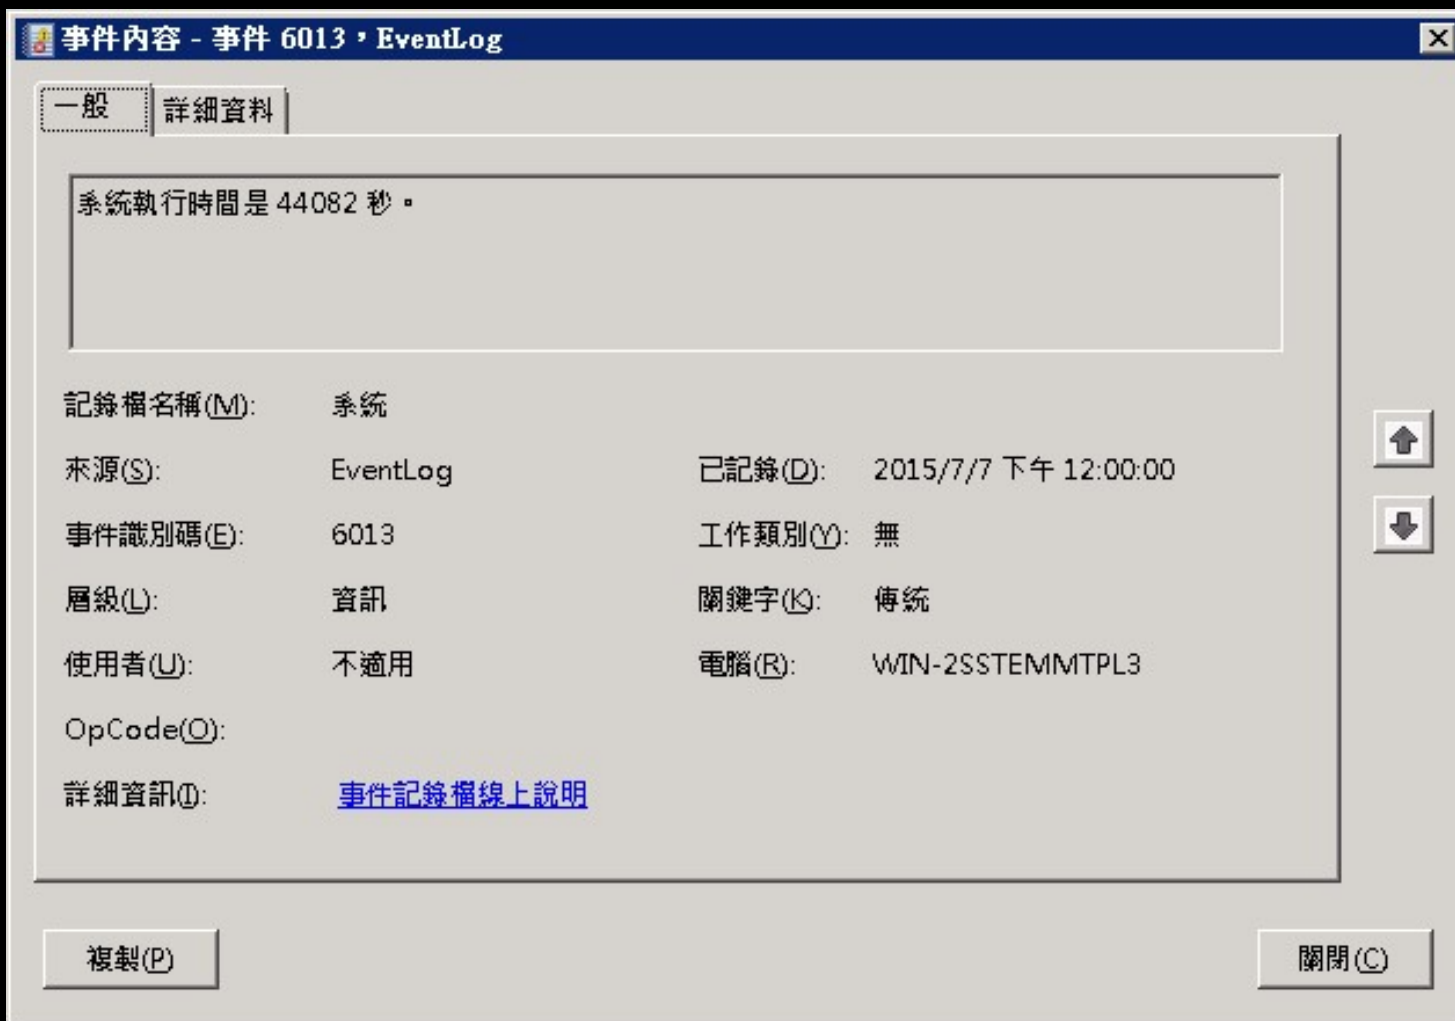 事件內容 - 事件 6013，EventLog
一般 詳細資料
系統執行時間是 44082 秒。
記錄檔名稱(M): 系統
來源(S): EventLog 已記錄(D): 2015/7/7 下午 12:00:00
事件識別碼(E): 6013 工作類別(Y): 無
層級(L): 資訊 關鍵字(K): 傳統
使用者(U): 不適用 電腦(R): WIN-2SSTEMMTPL3
OpCode(O):
詳細資訊(I): 事件記錄檔線上說明
複製(P) 關閉(C)